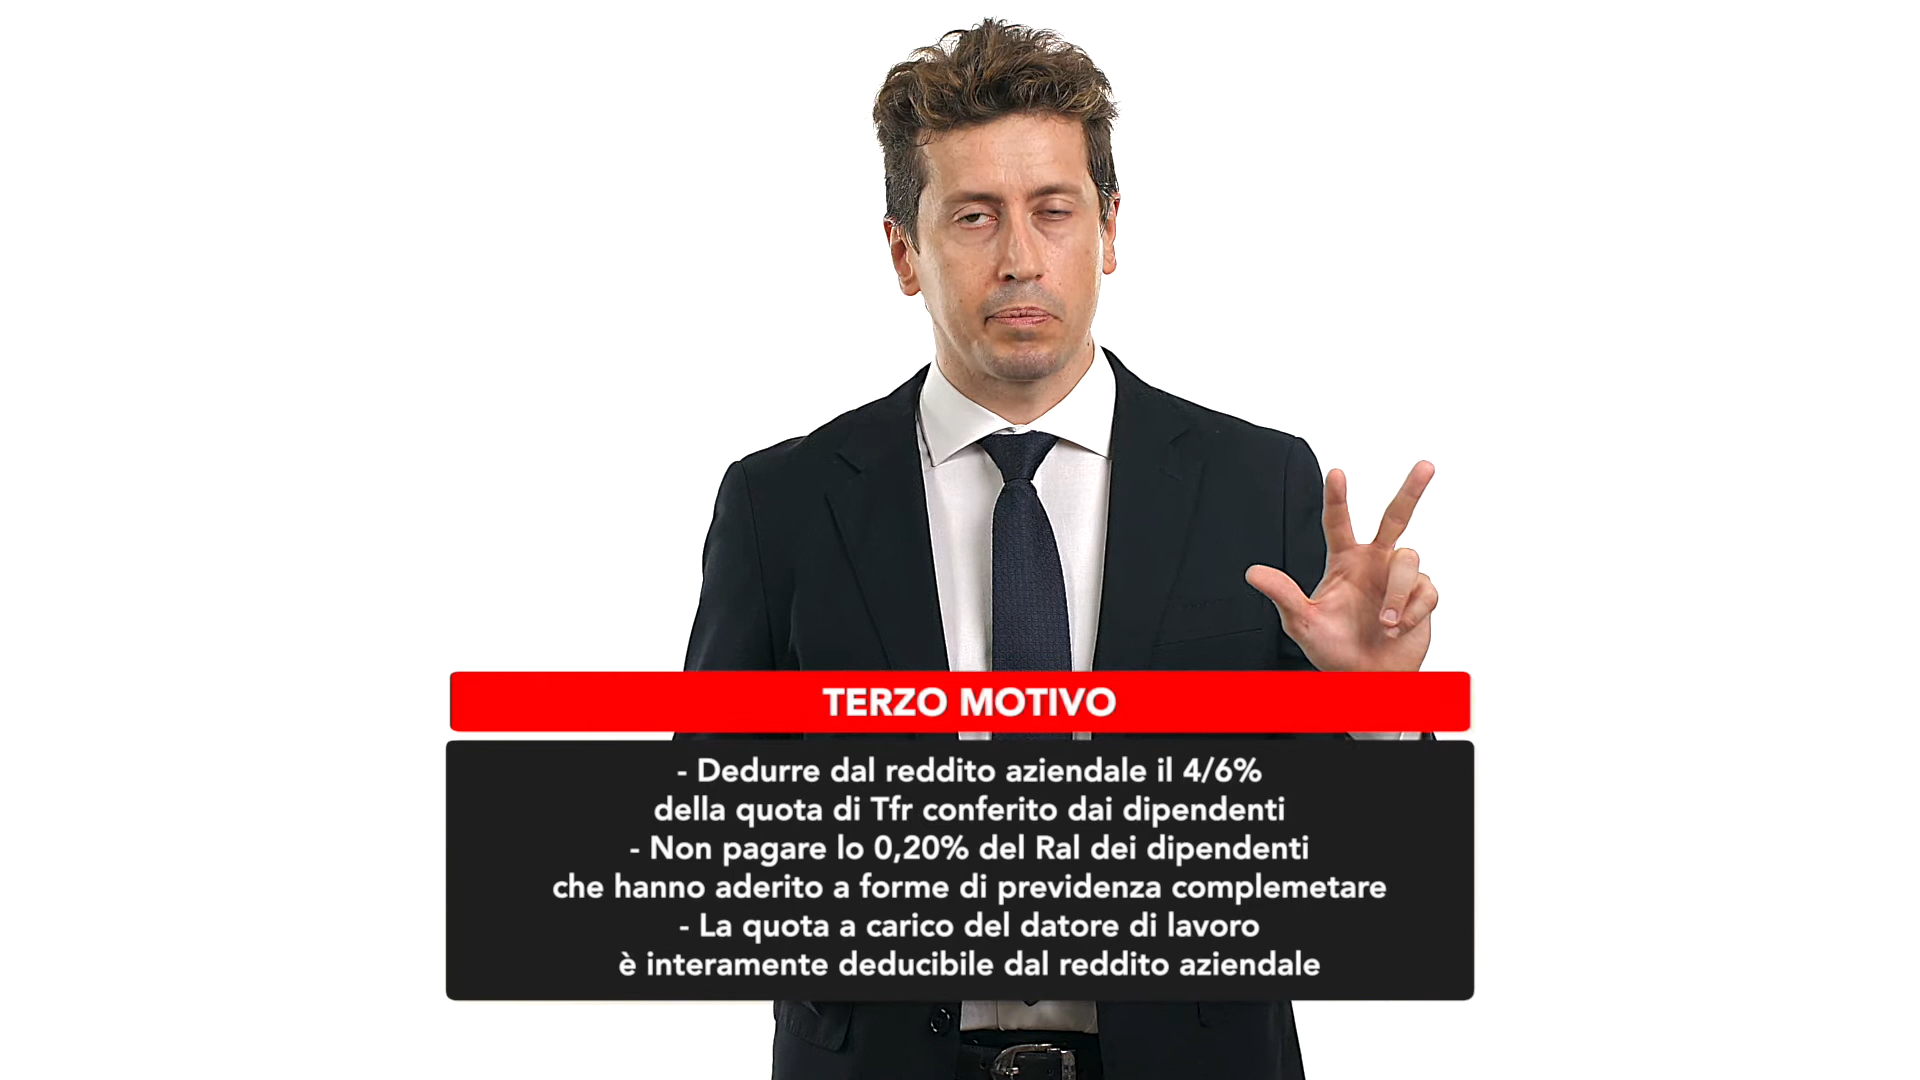 TERZO MOTIVO
- Dedurre dal reddito aziendale il 4/6%
della quota di Tfr conferito dai dipendenti
- Non pagare lo 0,20% del Ral dei dipendenti
che hanno aderito a forme di previdenza complemetare
- La quota a carico del datore di lavoro
è interamente deducibile dal reddito aziendale